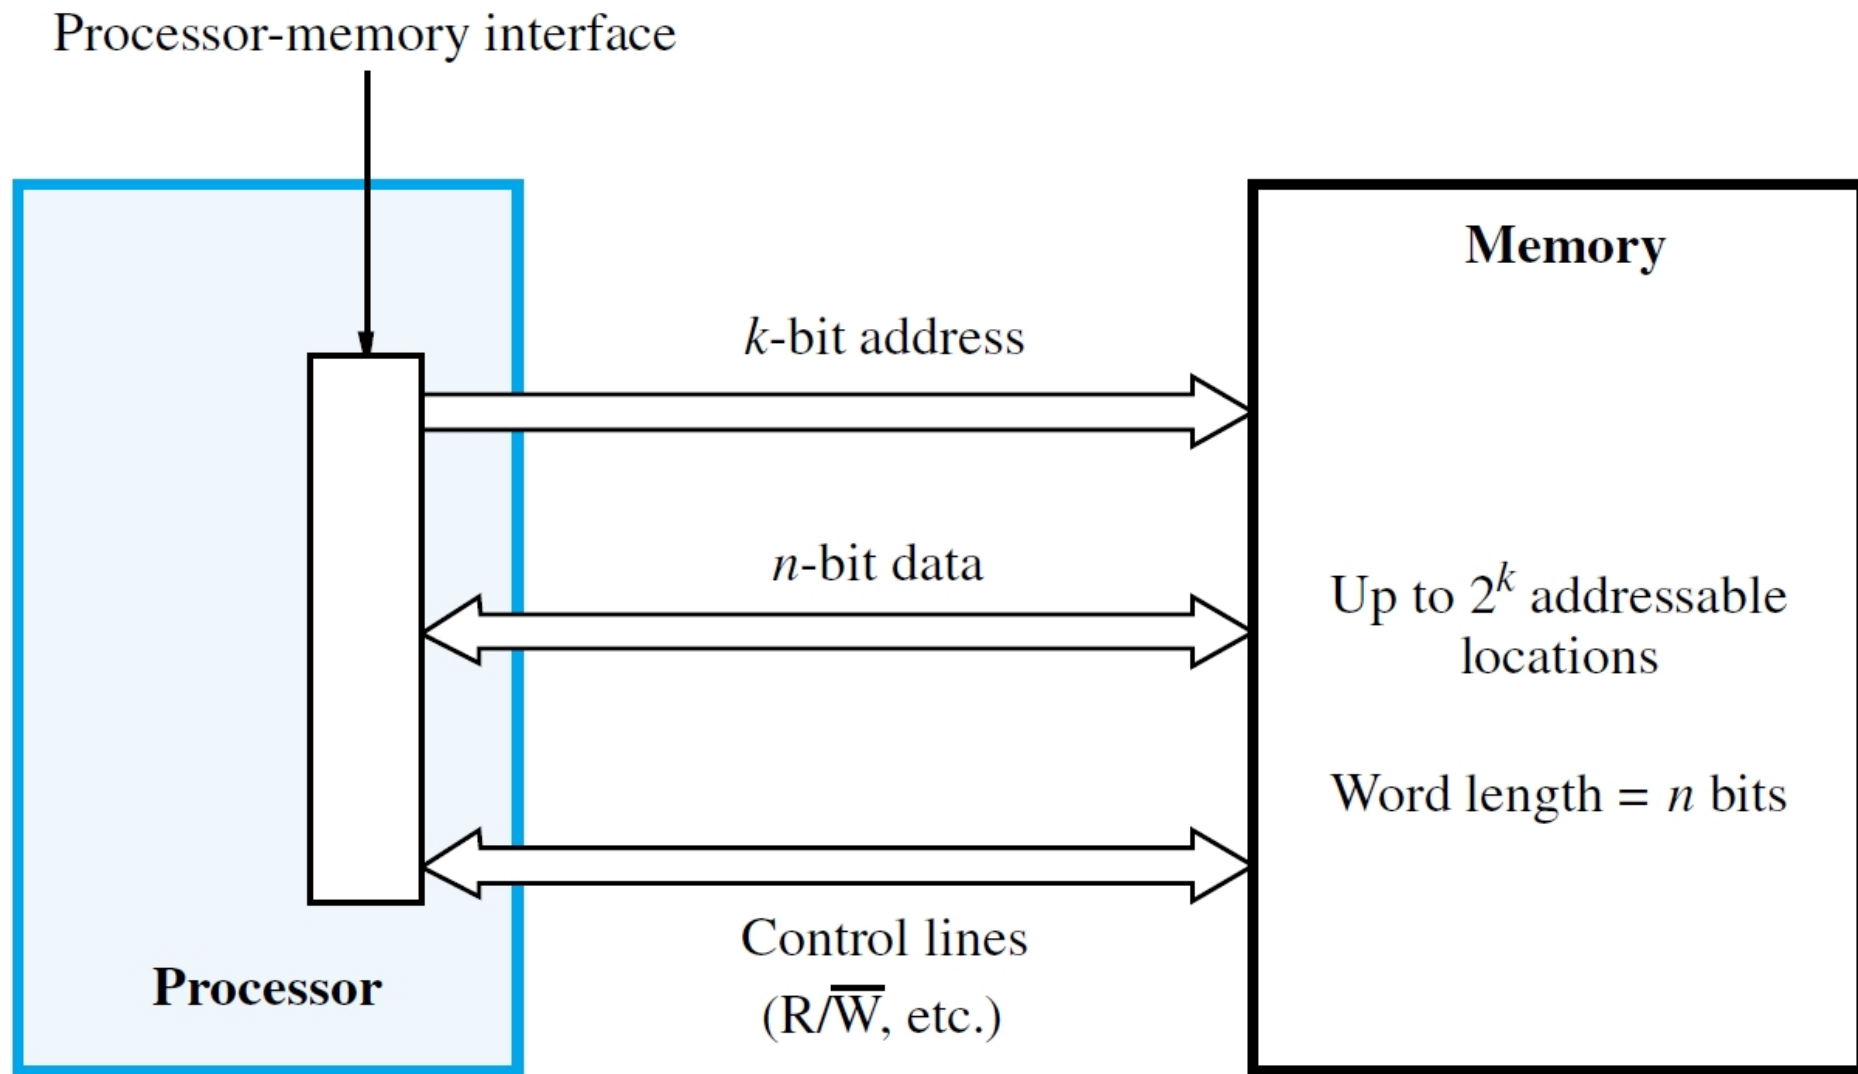 Processor-memory interface
Memory
k-bit address
n-bit data
Up to 2ᵏ addressable
locations
Word length = n bits
Control lines
(R/W̅, etc.)
Processor